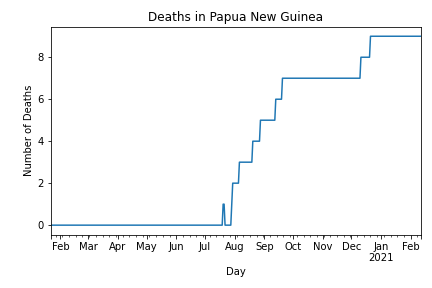 Deaths in Papua New Guinea
Number of Deaths
8
6
4
2
0
Feb Mar Apr May Jun Jul Aug Sep Oct Nov Dec Jan Feb
2021
Day